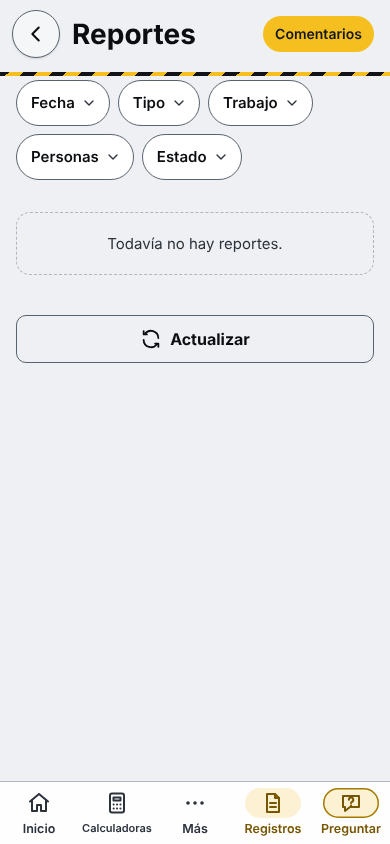 Reportes
Comentarios
Fecha
Tipo
Trabajo
Personas
Estado
Todavía no hay reportes.
Actualizar
Inicio
Calculadoras
Más
Registros
Preguntar